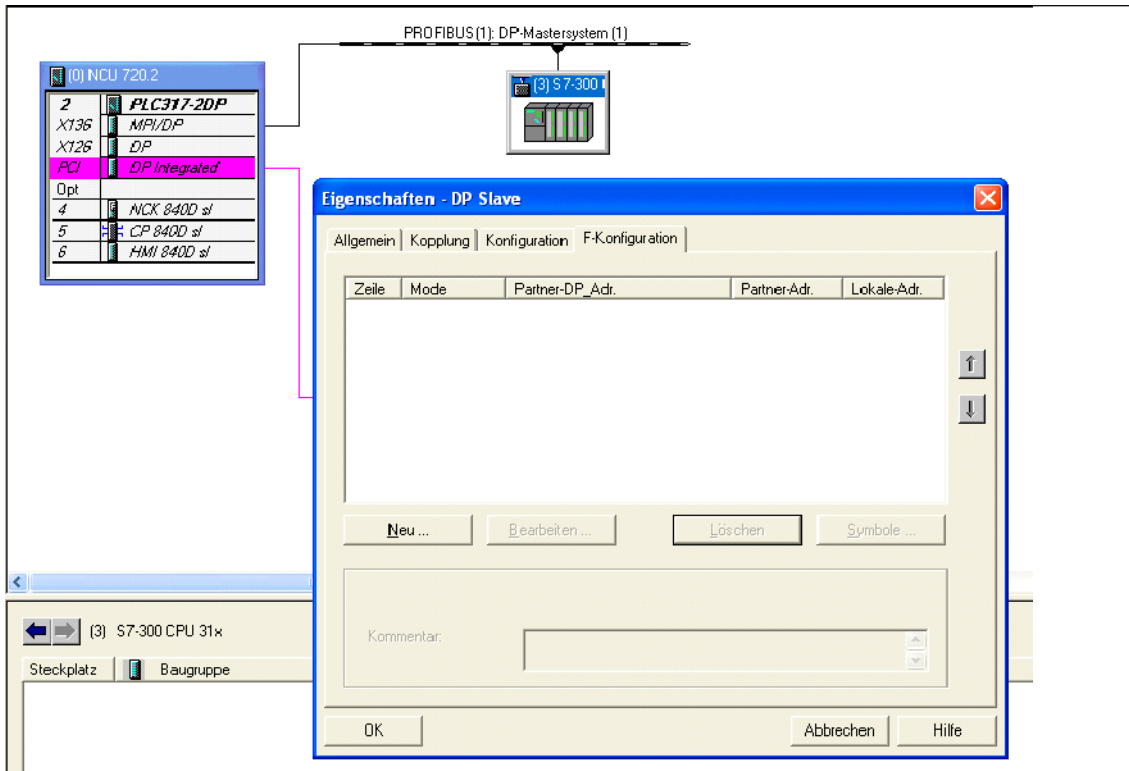 PROFIBUS(1): DP-Mastersystem (1)
(0) NCU 720.2
2 PLC317-2DP
X136 MPI/DP
X126 DP
PCI DP Integrated
Opt
4 NCK 840D sl
5 CP 840D sl
6 HMI 840D sl
(3) S7-300
Eigenschaften - DP Slave
Allgemein Kopplung Konfiguration F-Konfiguration
Zeile Mode Partner-DP_Adr. Partner-Adr. Lokale-Adr.
Neu ... Bearbeiten ... Löschen Symbole ...
Kommentar:
OK Abbrechen Hilfe
(3) S7-300 CPU 31x
Steckplatz Baugruppe